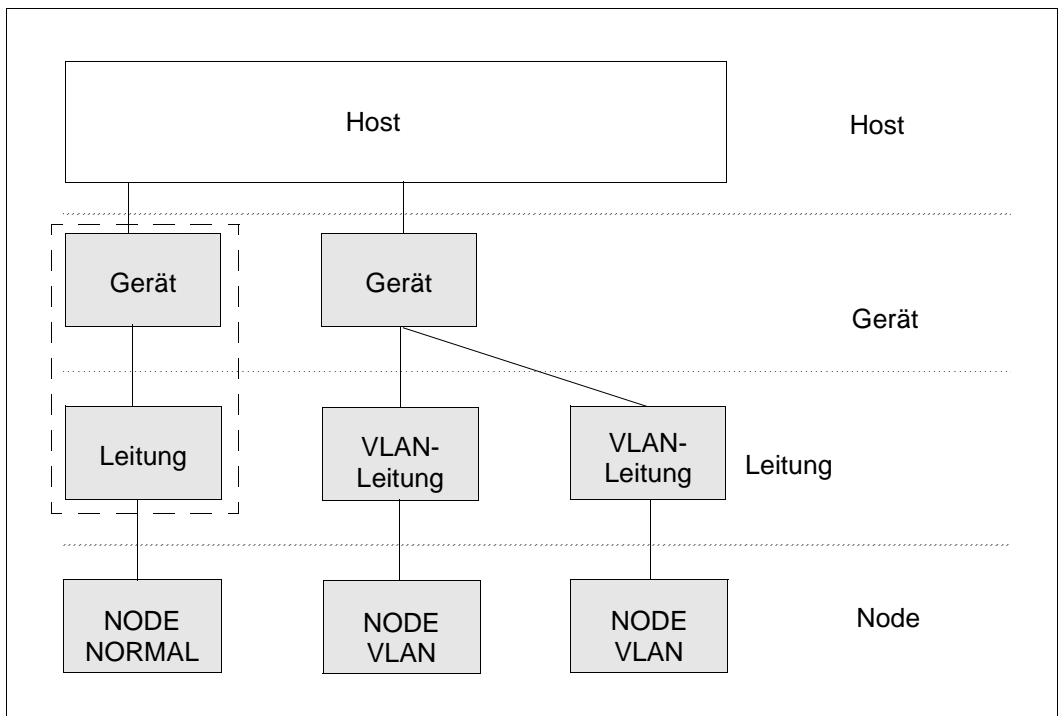 Host
Host
Gerät
Gerät
Gerät
Leitung
VLAN-
Leitung
VLAN-
Leitung
Leitung
NODE
NORMAL
NODE
VLAN
NODE
VLAN
Node